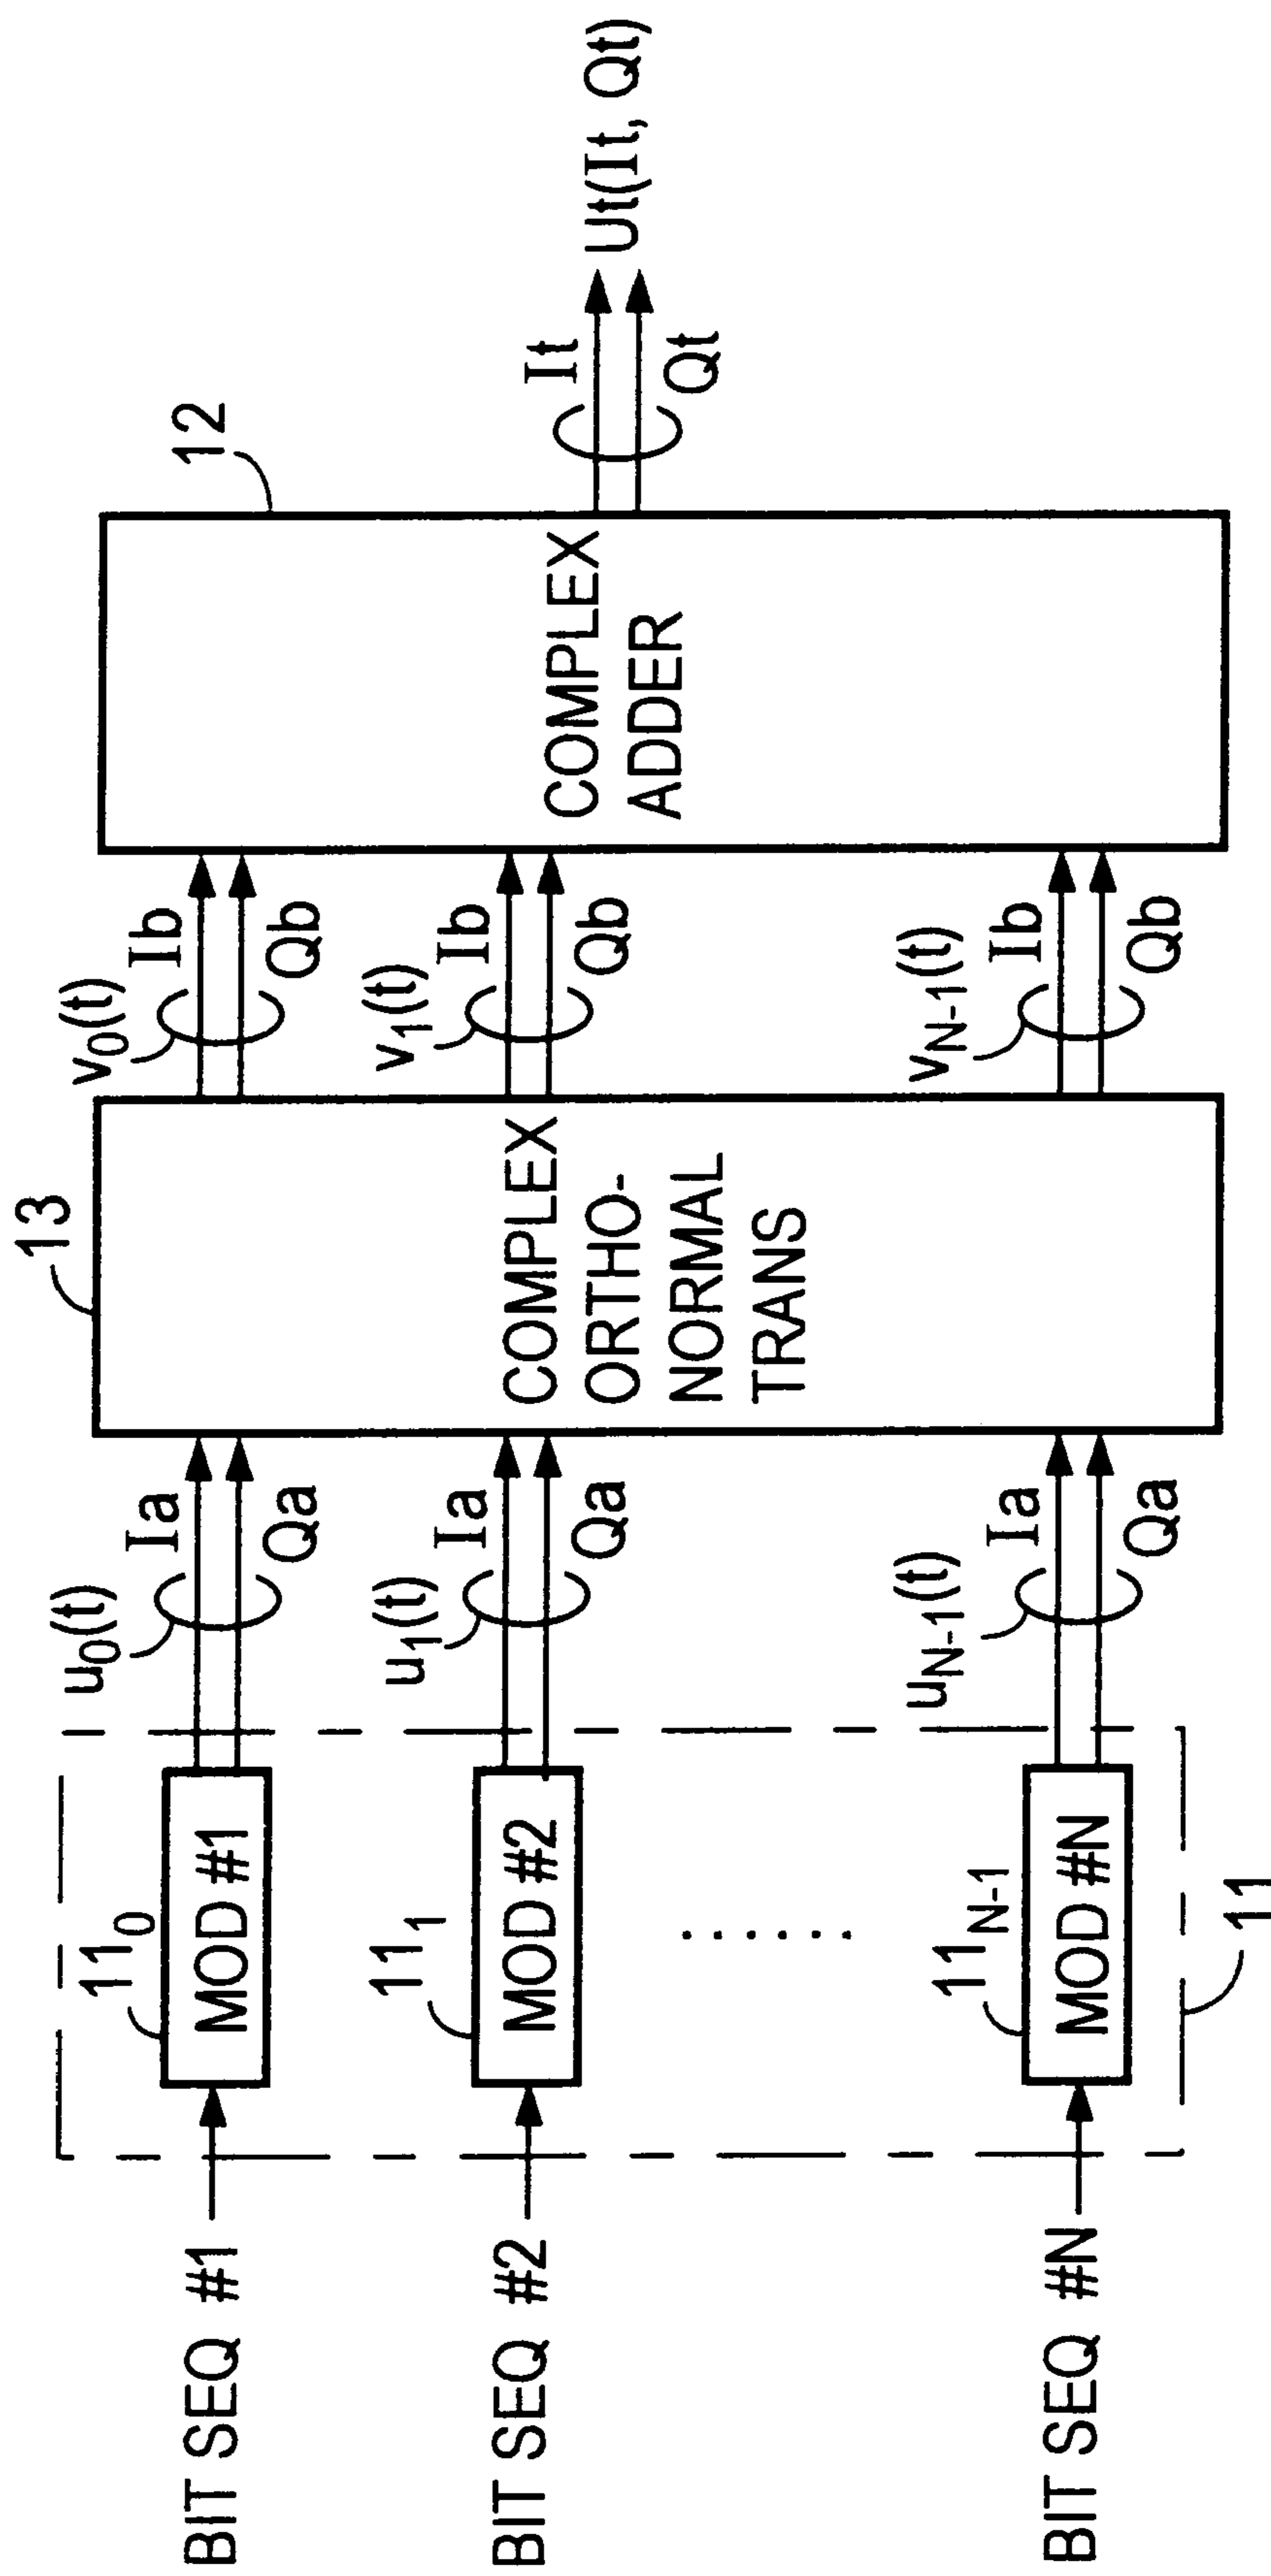 BIT SEQ #1
11₀
MOD #1
u₀(t)
Ia
Qa
BIT SEQ #2
11₁
MOD #2
u₁(t)
Ia
Qa
......
BIT SEQ #N
11N-1
MOD #N
uN-1(t)
Ia
Qa
11
13
COMPLEX
ORTHO-
NORMAL
TRANS
v₀(t)
Ib
Qb
v₁(t)
Ib
Qb
vN-1(t)
Ib
Qb
12
COMPLEX
ADDER
It
Qt
Ut(It, Qt)